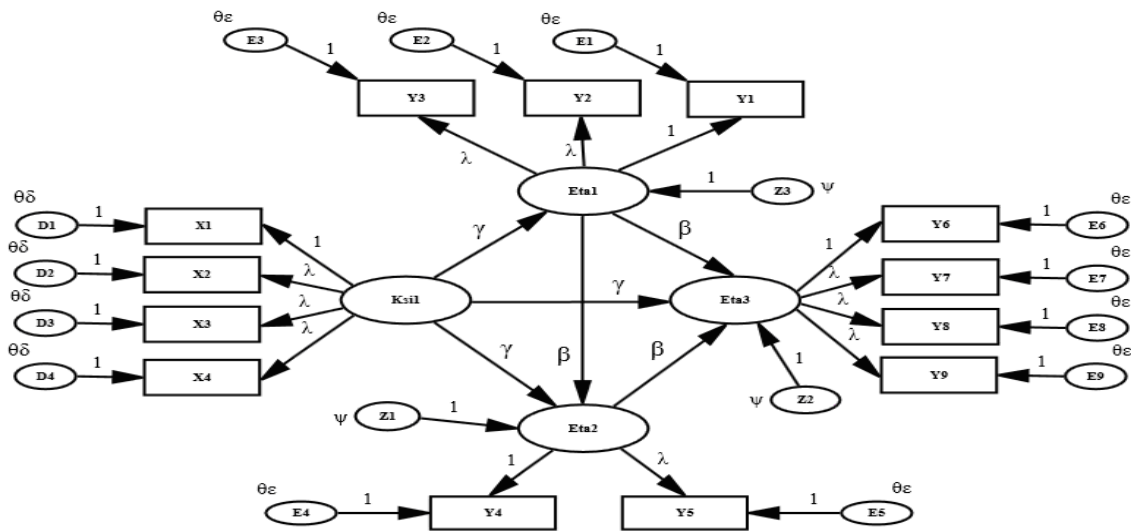 θε
E3
1
Y3
θε
E2
1
Y2
θε
E1
1
Y1
λ
λ
1
Eta1
1
Z3
ψ
θδ
D1
1
X1
θδ
D2
1
X2
θδ
D3
1
X3
θδ
D4
1
X4
1
λ
λ
λ
Ksi1
γ
γ
γ
β
β
β
Eta3
1
λ
λ
λ
Y6
1
θε
E6
Y7
1
θε
E7
Y8
1
θε
E8
Y9
1
θε
E9
ψ
Z1
1
Eta2
1
ψ
Z2
1
λ
θε
E4
1
Y4
Y5
1
θε
E5